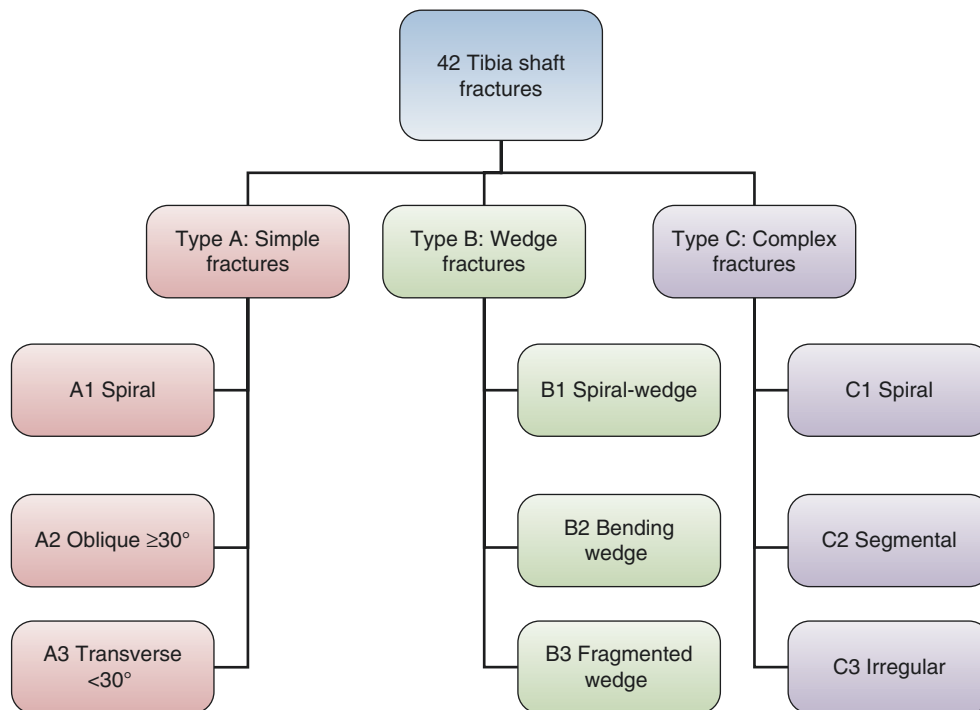 42 Tibia shaft
fractures
Type A: Simple
fractures
Type B: Wedge
fractures
Type C: Complex
fractures
A1 Spiral
B1 Spiral-wedge
C1 Spiral
A2 Oblique ≥30°
B2 Bending
wedge
C2 Segmental
A3 Transverse
<30°
B3 Fragmented
wedge
C3 Irregular